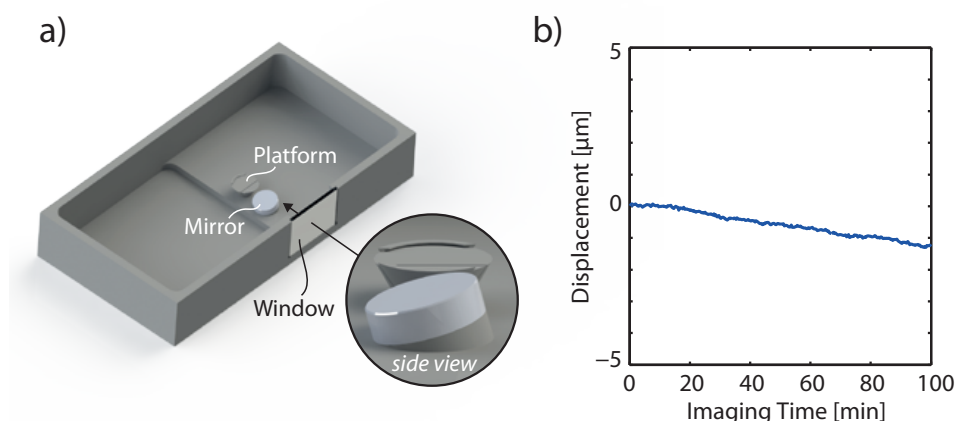 a)
Platform
Mirror
Window
side view
b)
Displacement [µm]
5
0
−5
0 20 40 60 80 100
Imaging Time [min]